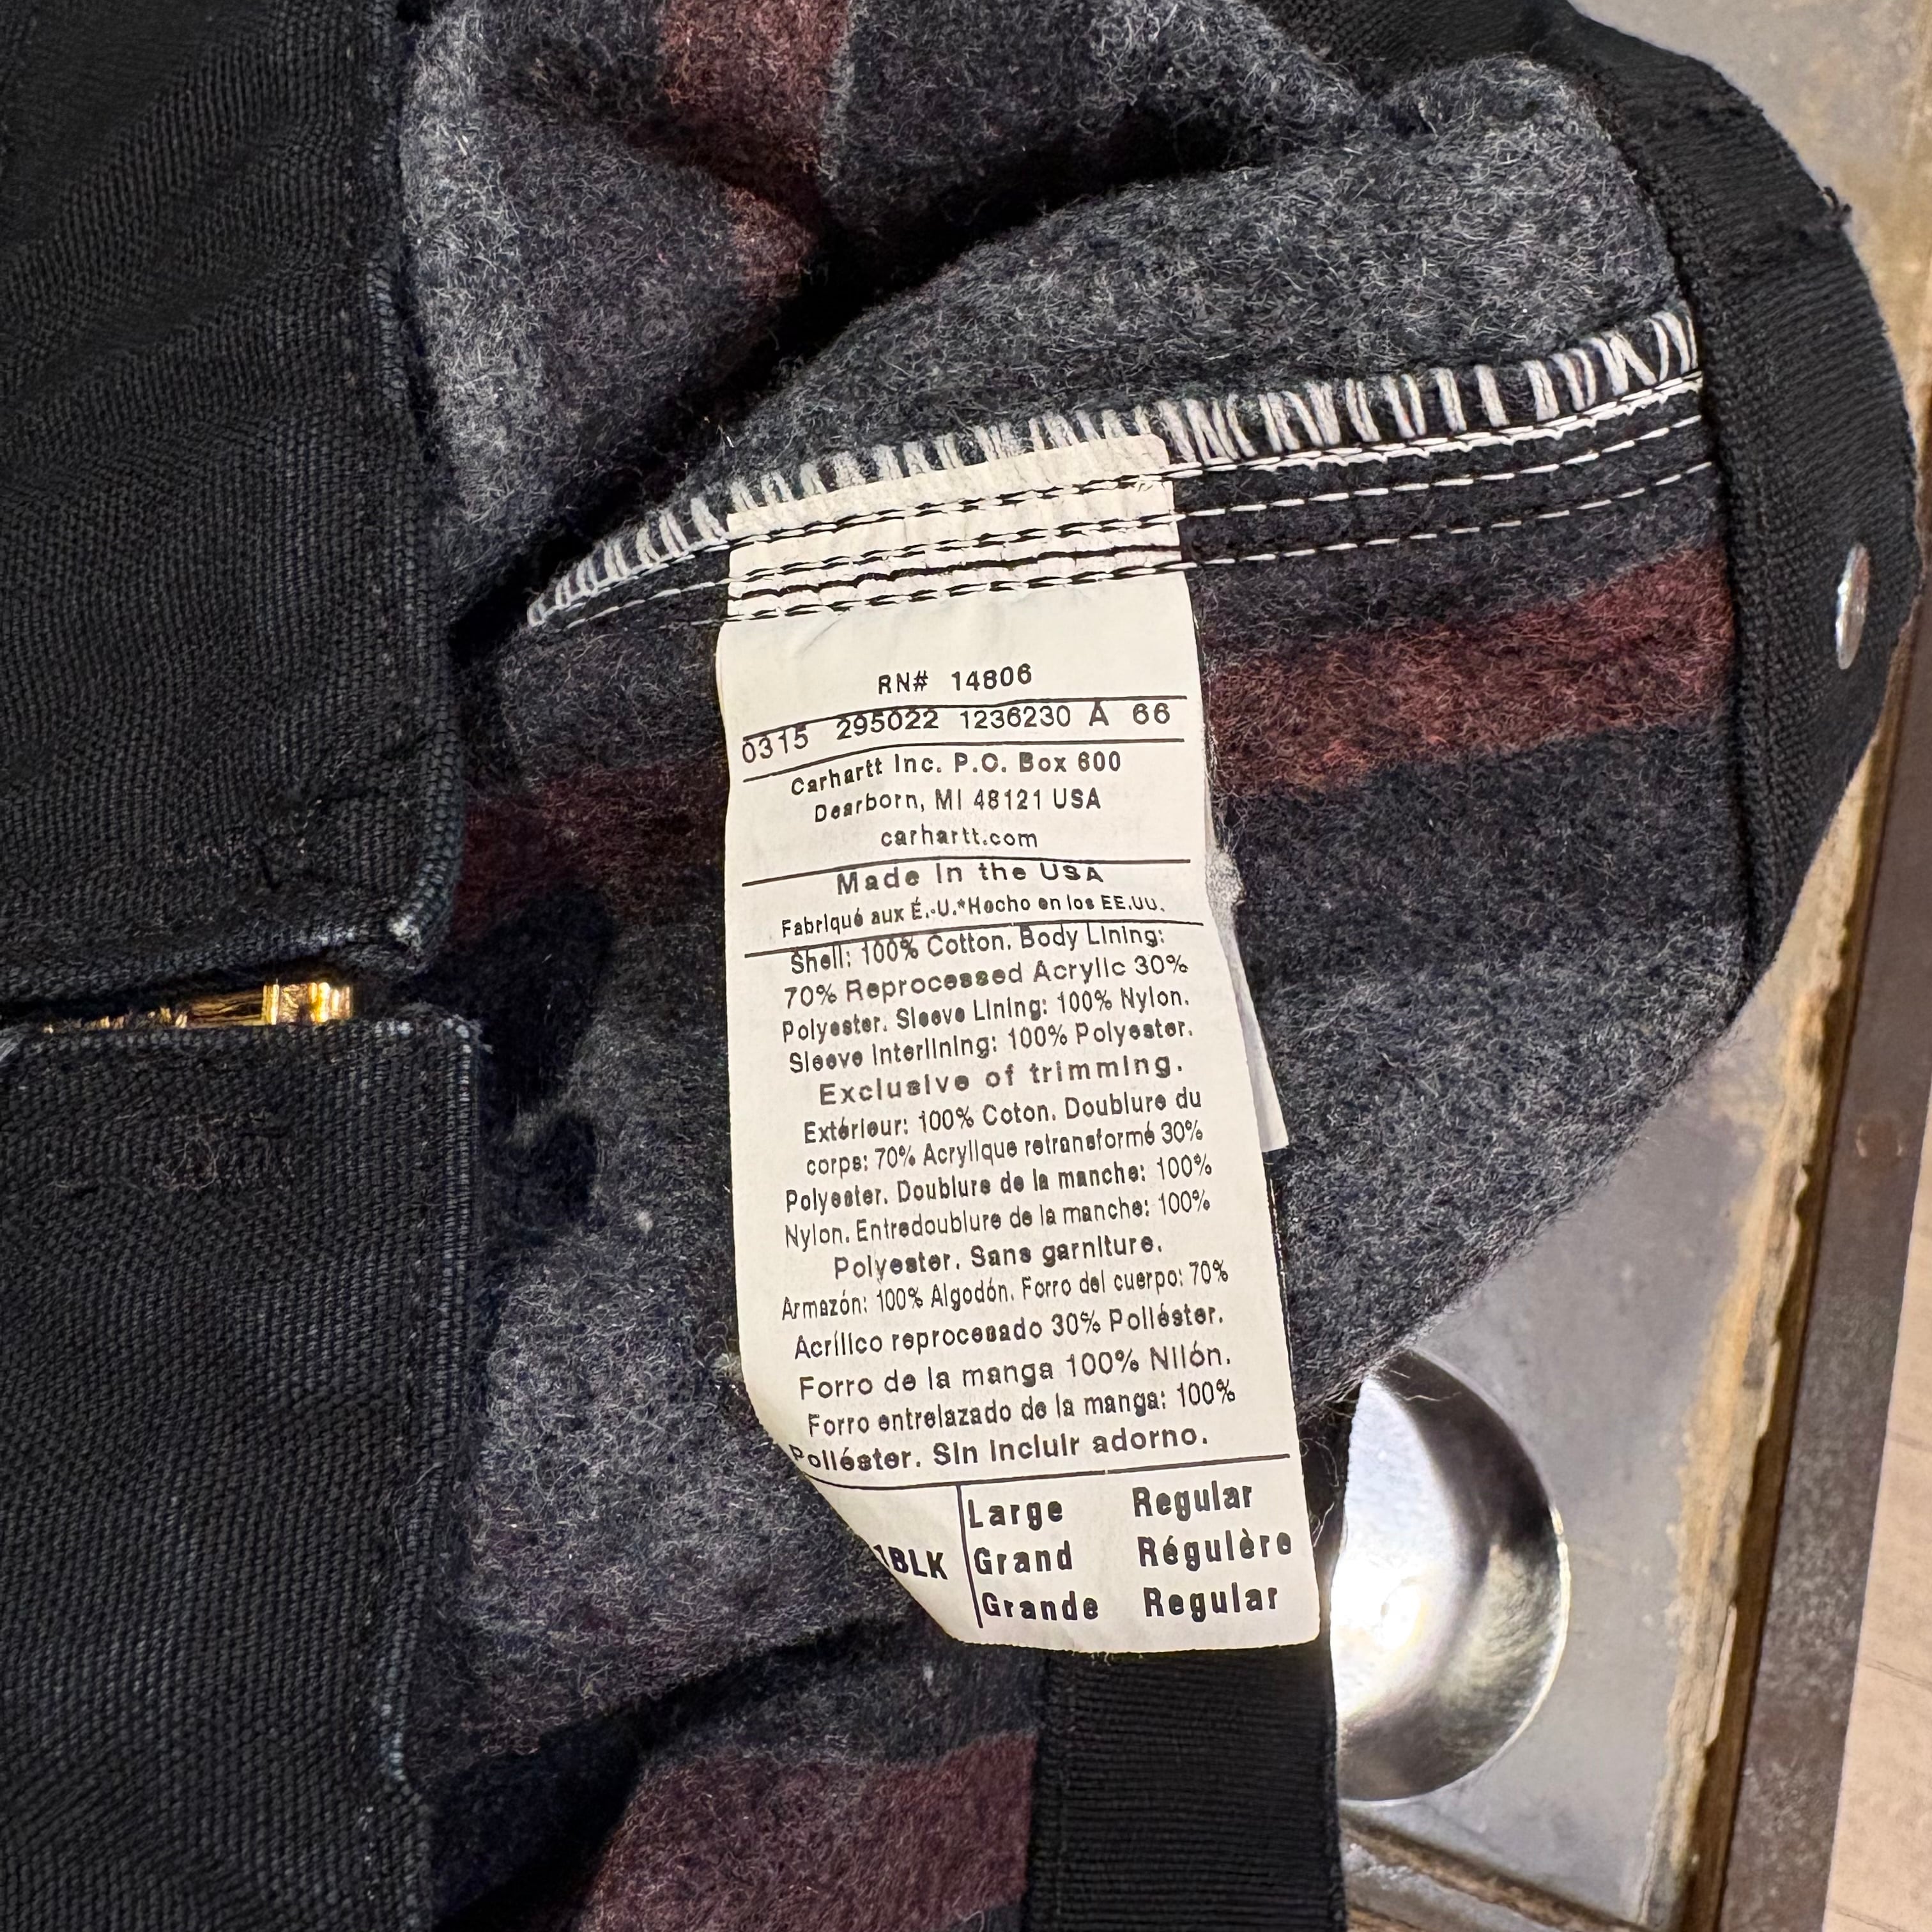 RN# 14806
0315 295022 1236230 A 66
Carhartt Inc. P.O. Box 600
Dearborn, MI 48121 USA
carhartt.com
Made in the USA
Fabriqué aux É.-U.*Hecho en los EE.UU.
Shell: 100% Cotton. Body Lining:
70% Reprocessed Acrylic 30%
Polyester. Sleeve Lining: 100% Nylon.
Sleeve Interlining: 100% Polyester.
Exclusive of trimming.
Extérieur: 100% Coton. Doublure du
corps: 70% Acrylique retransformé 30%
Polyester. Doublure de la manche: 100%
Nylon. Entredoublure de la manche: 100%
Polyester. Sans garniture.
Armazón: 100% Algodón. Forro del cuerpo: 70%
Acrílico reprocesado 30% Poliéster.
Forro de la manga 100% Nilón.
Forro entrelazado de la manga: 100%
Poliéster. Sin incluir adorno.
Large Regular
BLK Grand Régulère
Grande Regular